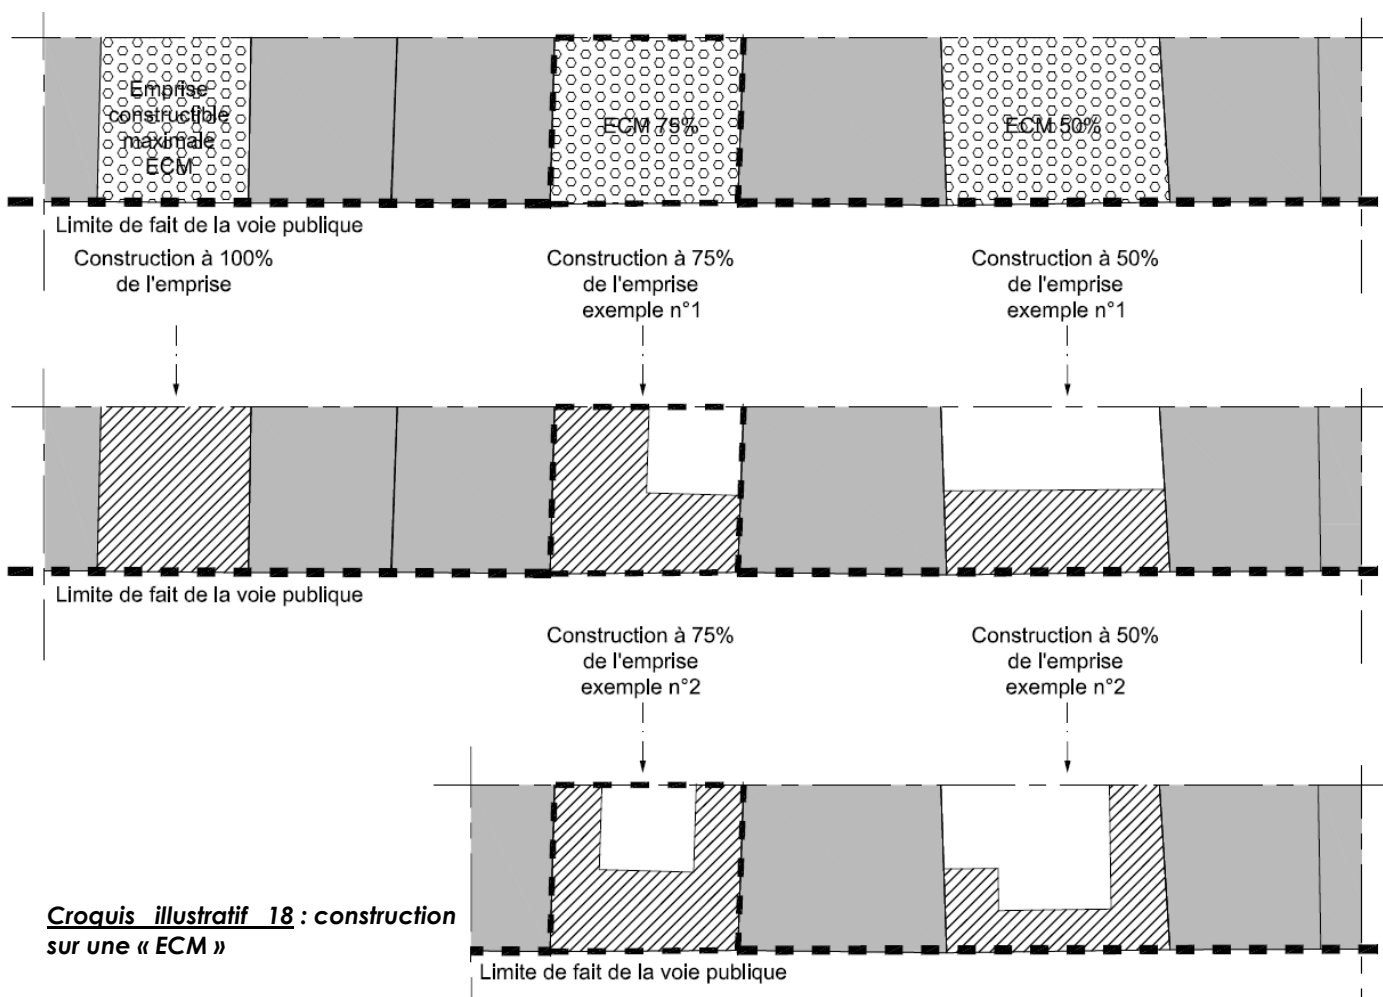 Emprise
constructible
maximale
ECM
ECM 75%
ECM 50%
Limite de fait de la voie publique
Construction à 100%
de l'emprise
Construction à 75%
de l'emprise
exemple n°1
Construction à 50%
de l'emprise
exemple n°1
Limite de fait de la voie publique
Construction à 75%
de l'emprise
exemple n°2
Construction à 50%
de l'emprise
exemple n°2
Croquis illustratif 18 : construction
sur une « ECM »
Limite de fait de la voie publique